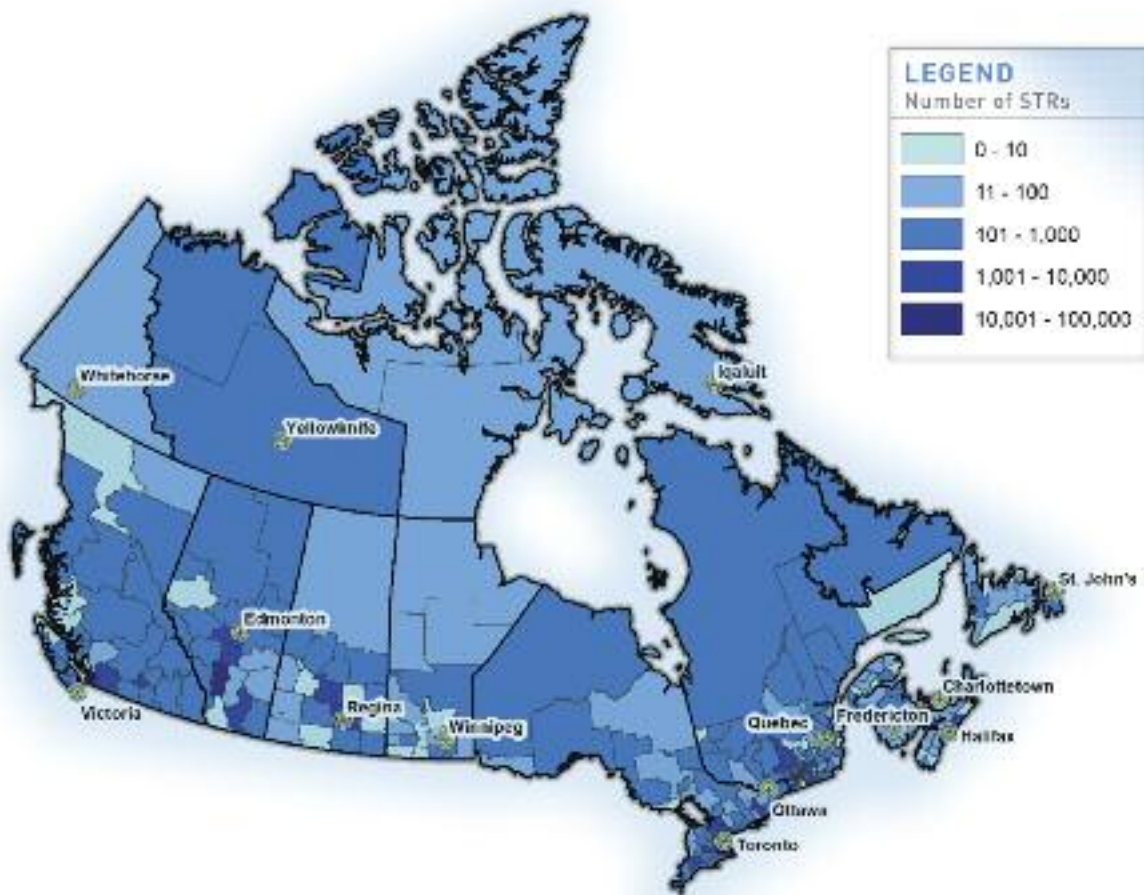 LEGEND
Number of STRs
0 - 10
11 - 100
101 - 1,000
1,001 - 10,000
10,001 - 100,000
Whitehorse
Iqaluit
Yellowknife
St. John's
Edmonton
Charlottetown
Victoria
Regina
Winnipeg
Quebec
Fredericton
Halifax
Ottawa
Toronto